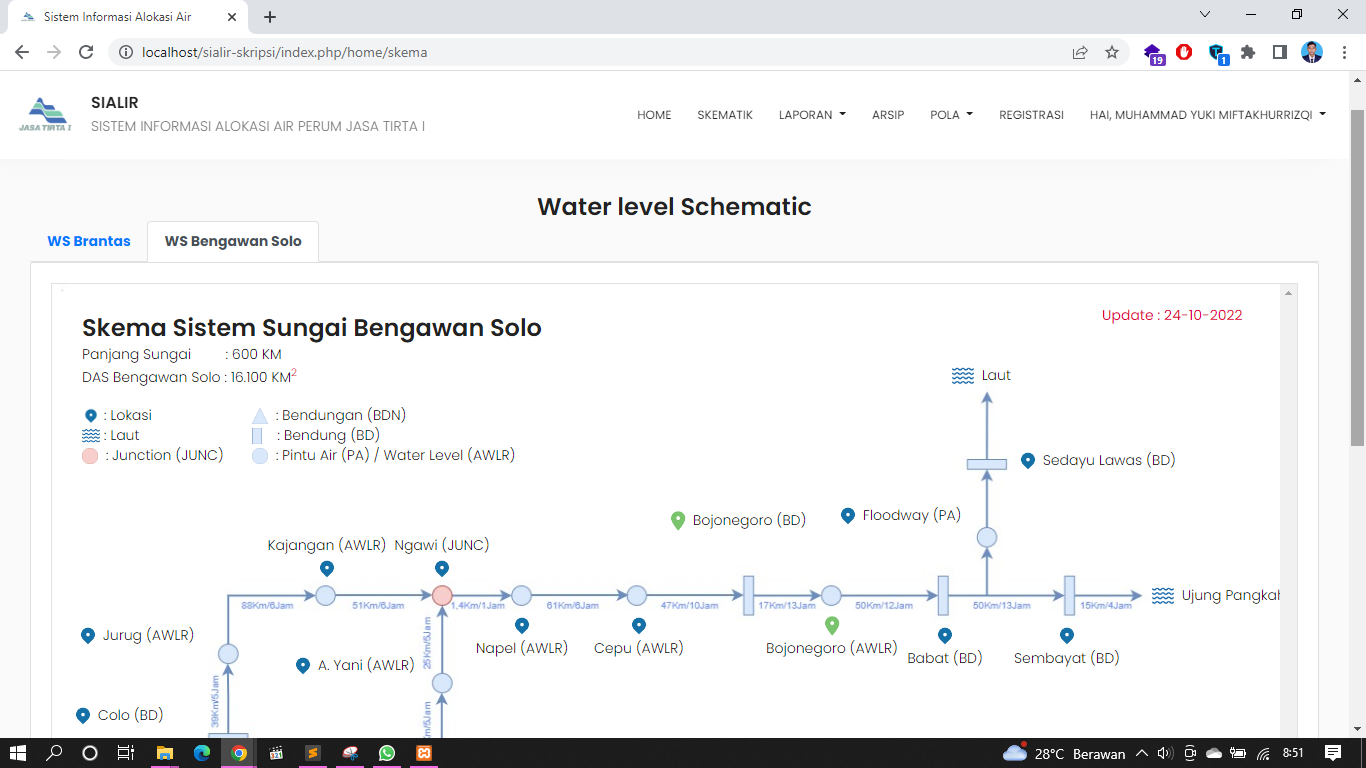 Sistem Informasi Alokasi Air
localhost/sialir-skripsi/index.php/home/skema
19
1
JASA TIRTA I
SIALIR
SISTEM INFORMASI ALOKASI AIR PERUM JASA TIRTA I
HOME SKEMATIK LAPORAN ARSIP POLA REGISTRASI HAI, MUHAMMAD YUKI MIFTAKHURRIZQI
Water level Schematic
WS Brantas WS Bengawan Solo
Skema Sistem Sungai Bengawan Solo
Update : 24-10-2022
Panjang Sungai : 600 KM
DAS Bengawan Solo : 16.100 KM2
: Lokasi : Bendungan (BDN)
: Laut : Bendung (BD)
: Junction (JUNC) : Pintu Air (PA) / Water Level (AWLR)
Laut
Sedayu Lawas (BD)
Bojonegoro (BD) Floodway (PA)
Kajangan (AWLR) Ngawi (JUNC)
88Km/6Jam 51Km/6Jam 1,4Km/1Jam 61Km/6Jam 47Km/10Jam 17Km/13Jam 50Km/12Jam 50Km/13Jam 15Km/4Jam
Ujung Pangkah
Jurug (AWLR)
25Km/5Jam
Napel (AWLR) Cepu (AWLR) Bojonegoro (AWLR) Babat (BD) Sembayat (BD)
A. Yani (AWLR)
39Km/5Jam
Km/5Jam
Colo (BD)
28°C Berawan 8:51